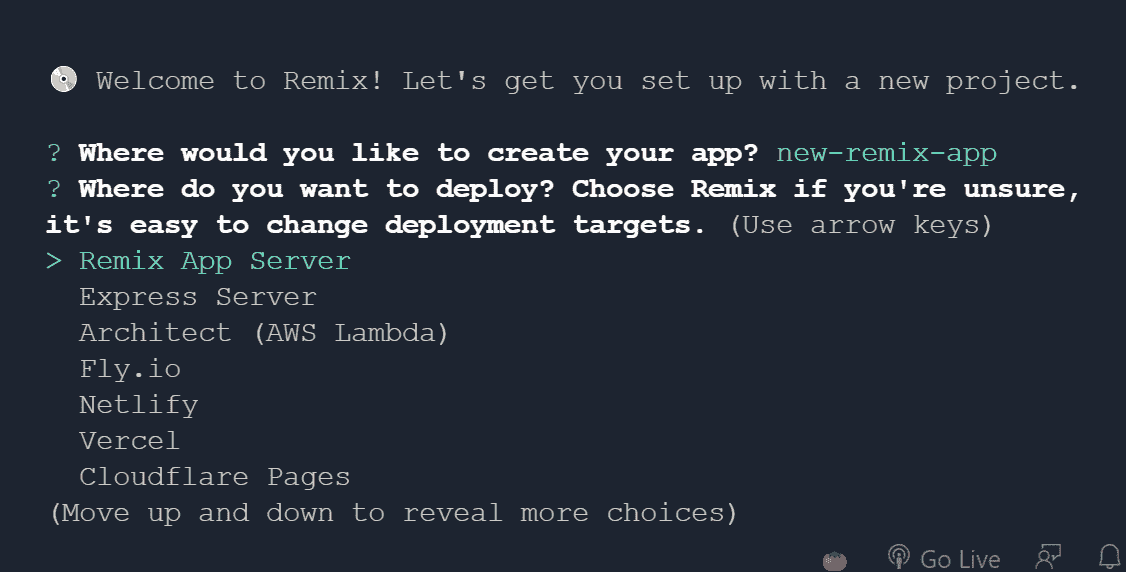 Welcome to Remix! Let's get you set up with a new project.
? Where would you like to create your app? new-remix-app
? Where do you want to deploy? Choose Remix if you're unsure,
it's easy to change deployment targets. (Use arrow keys)
> Remix App Server
Express Server
Architect (AWS Lambda)
Fly.io
Netlify
Vercel
Cloudflare Pages
(Move up and down to reveal more choices)
Go Live